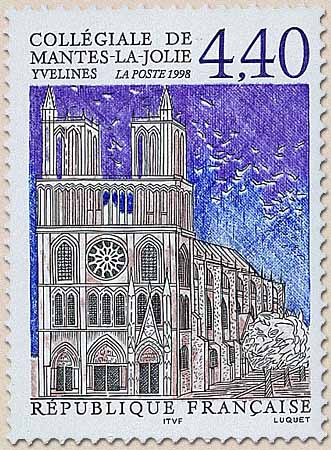 COLLÉGIALE DE
MANTES-LA-JOLIE
YVELINES LA POSTE 1998
4,40
RÉPUBLIQUE FRANÇAISE
ITVF LUQUET